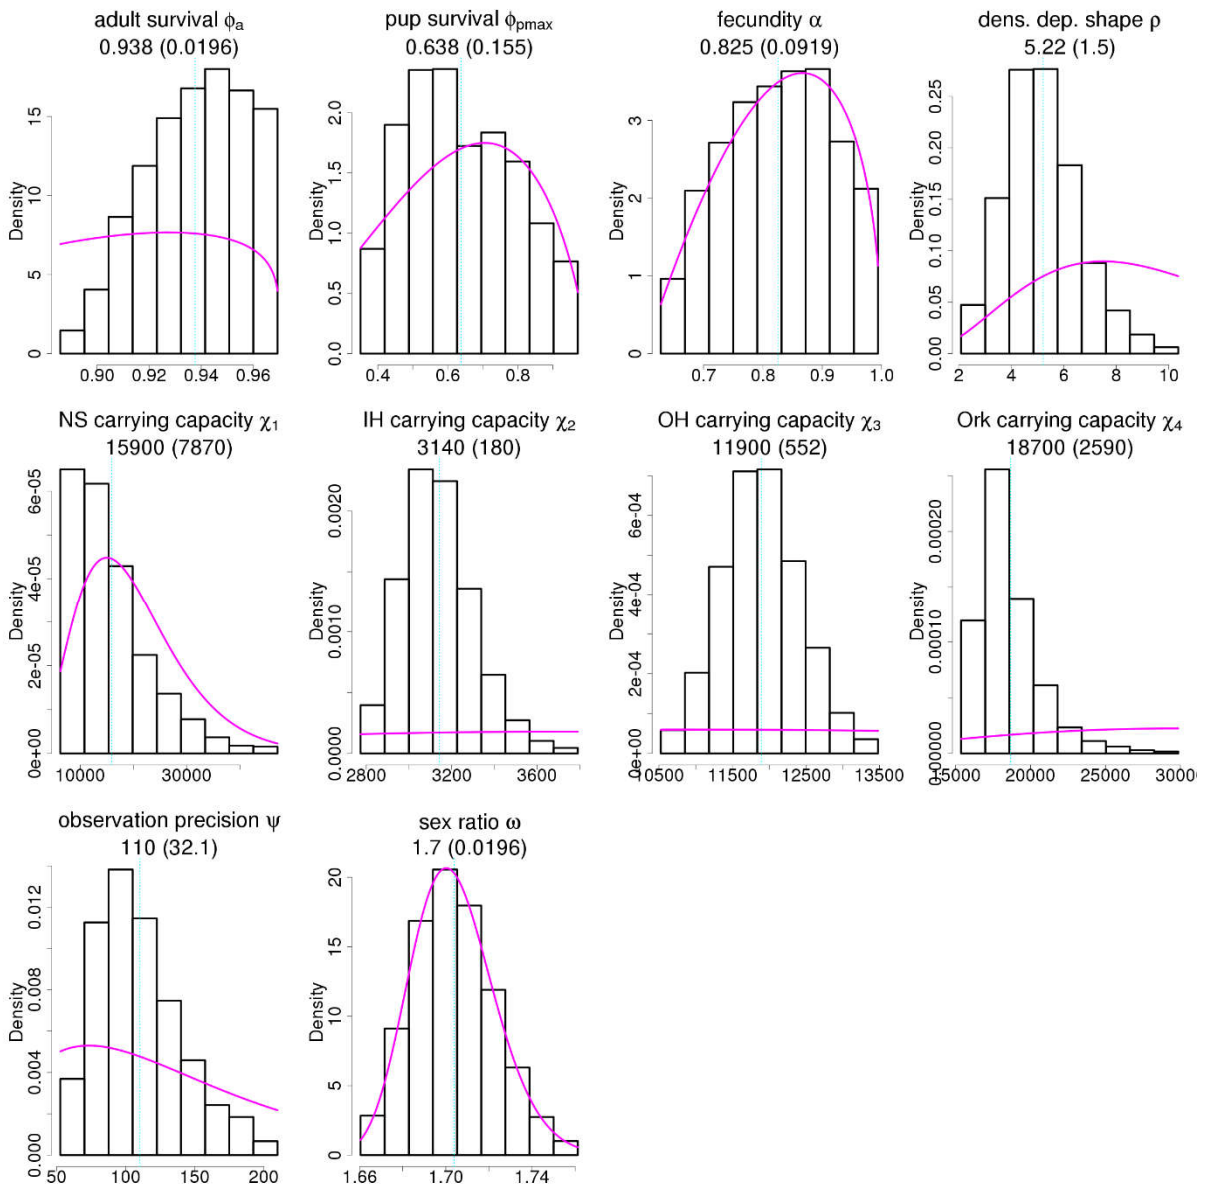 adult survival ϕa
0.938 (0.0196)
Density
0
5
10
15
0.90
0.92
0.94
0.96
pup survival ϕpmax
0.638 (0.155)
Density
0.0
0.5
1.0
1.5
2.0
0.4
0.6
0.8
fecundity α
0.825 (0.0919)
Density
0
1
2
3
0.7
0.8
0.9
1.0
dens. dep. shape ρ
5.22 (1.5)
Density
0.00
0.05
0.10
0.15
0.20
0.25
2
4
6
8
10
NS carrying capacity χ1
15900 (7870)
Density
0e+00
2e-05
4e-05
6e-05
10000
30000
IH carrying capacity χ2
3140 (180)
Density
0.0000
0.0010
0.0020
2800
3200
3600
OH carrying capacity χ3
11900 (552)
Density
0e+00
2e-04
4e-04
6e-04
10500
11500
12500
13500
Ork carrying capacity χ4
18700 (2590)
Density
0.00000
0.00010
0.00020
15000
20000
25000
30000
observation precision ψ
110 (32.1)
Density
0.000
0.004
0.008
0.012
50
100
150
200
sex ratio ω
1.7 (0.0196)
Density
0
5
10
15
20
1.66
1.70
1.74